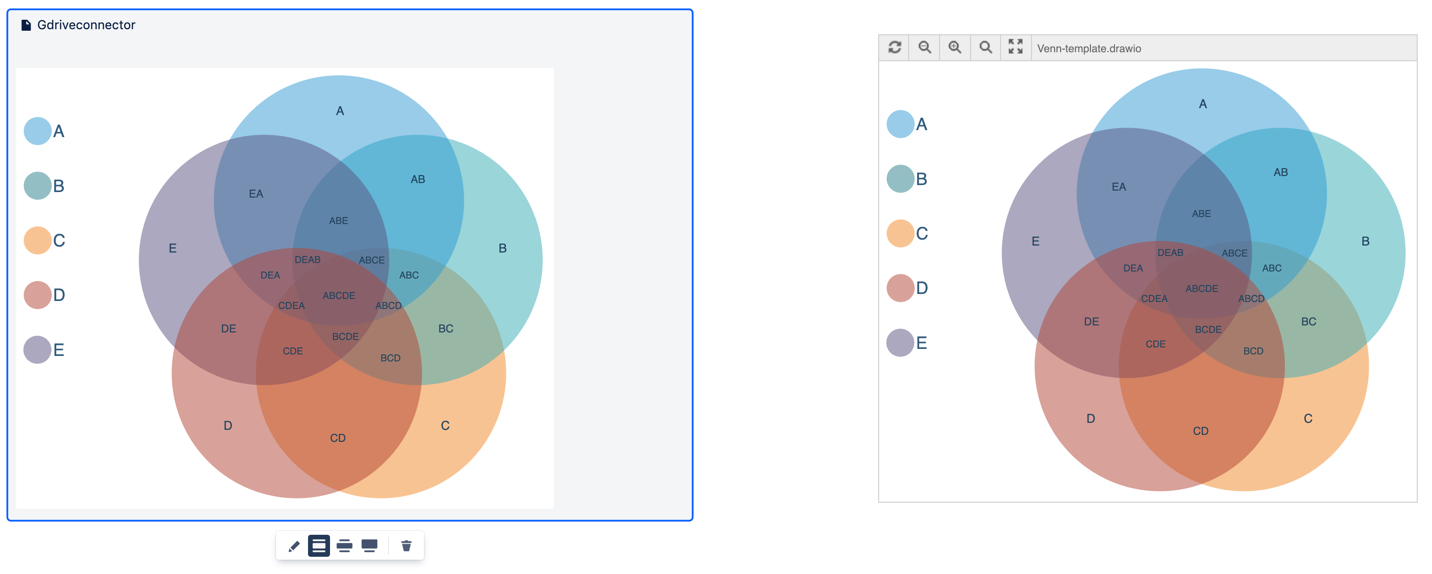 Gdriveconnector
A
B
C
D
E
A
EA
AB
ABE
E
B
DEAB
ABCE
DEA
ABC
ABCDE
CDEA
ABCD
DE
BC
BCDE
CDE
BCD
D
C
CD
Venn-template.drawio
A
B
C
D
E
A
AB
EA
ABE
E
B
DEAB
ABCE
DEA
ABC
ABCDE
CDEA
ABCD
DE
BC
BCDE
CDE
BCD
D
C
CD